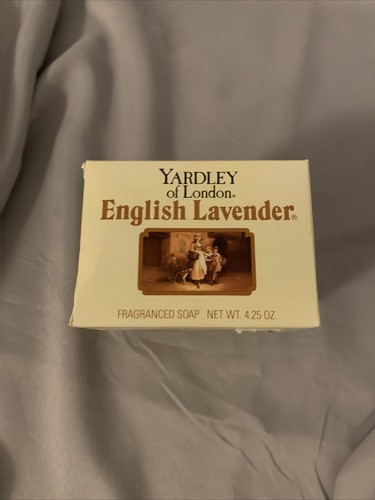 YARDLEY
of London®
English Lavender®
FRAGRANCED SOAP NET WT. 4.25 OZ.